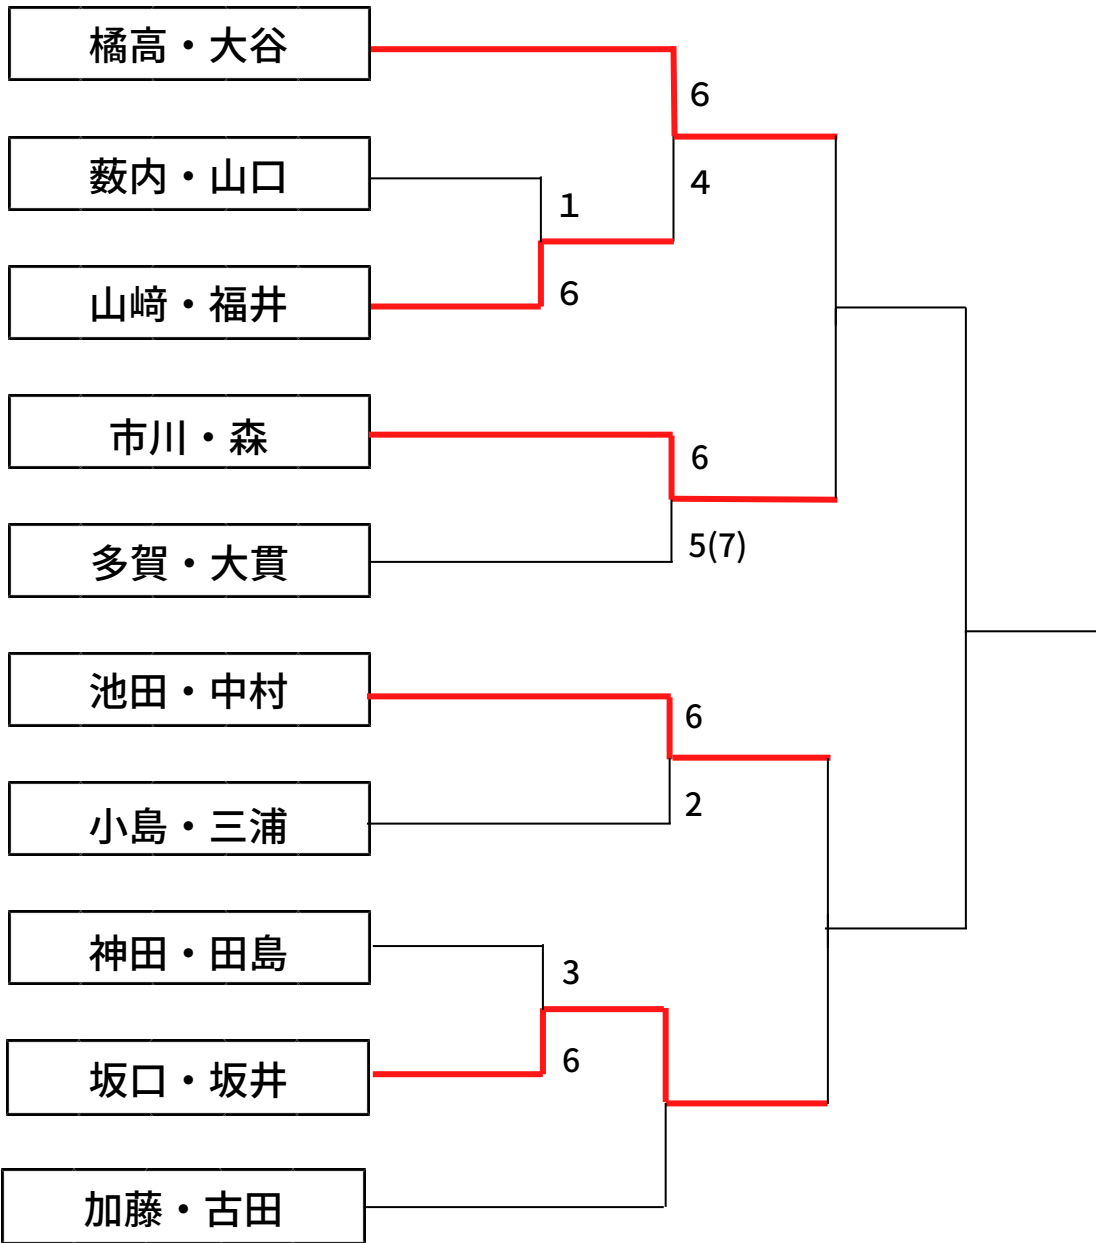 橘高・大谷
6
4
薮内・山口
1
山﨑・福井
6
市川・森
6
5(7)
多賀・大貫
池田・中村
6
2
小島・三浦
神田・田島
3
坂口・坂井
6
加藤・古田